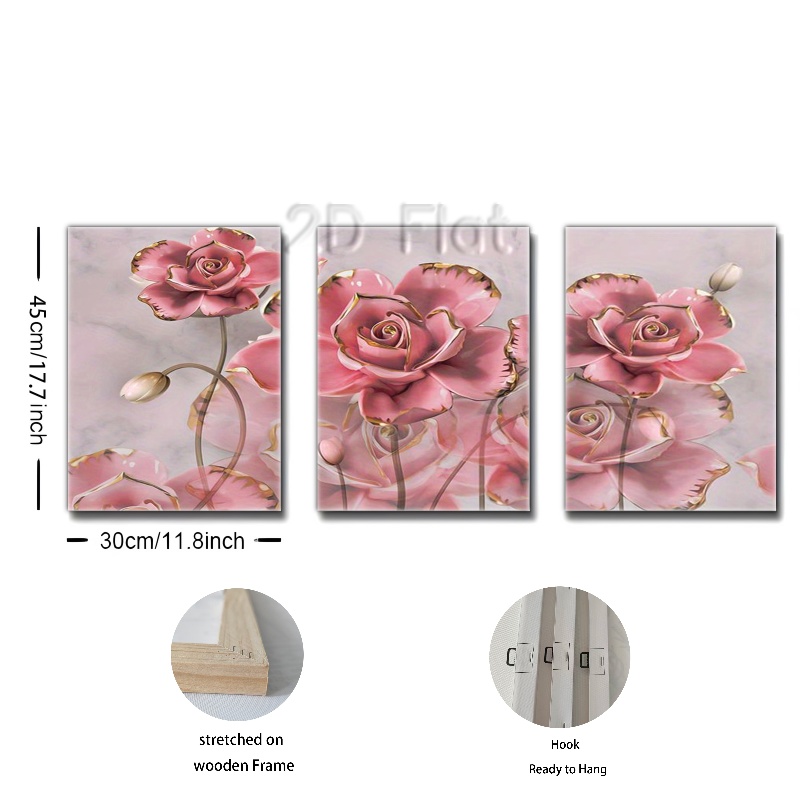 2D Flat
45cm/17.7inch
30cm/11.8inch
stretched on
wooden Frame
Hook
Ready to Hang